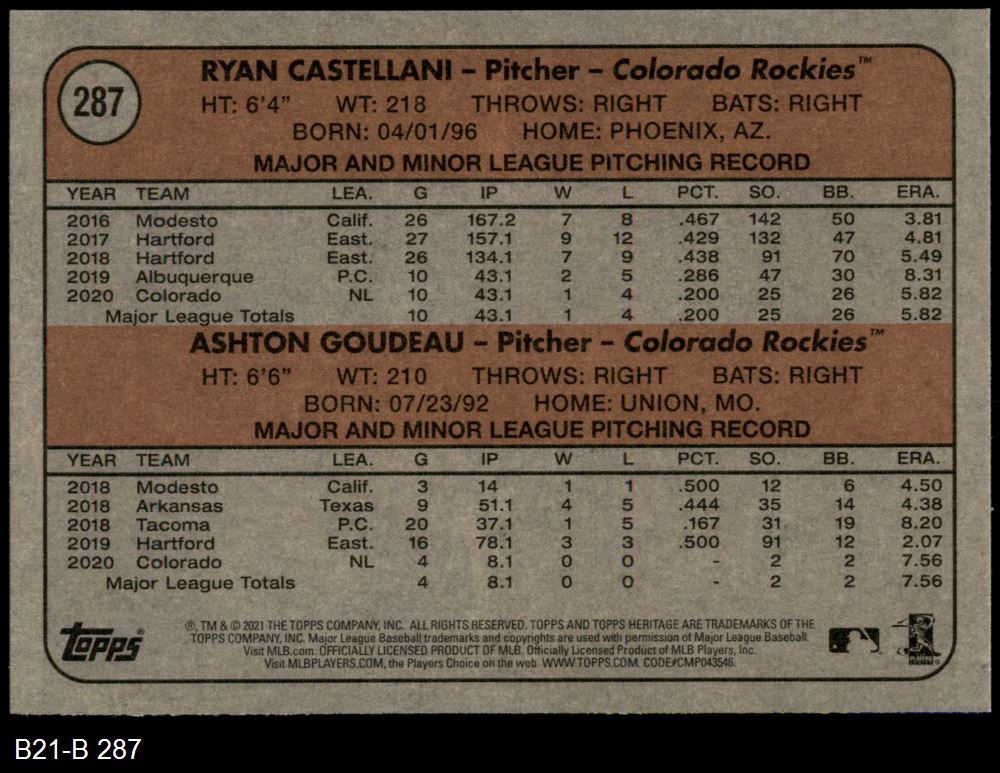 287
RYAN CASTELLANI – Pitcher – Colorado Rockies™
HT: 6'4" WT: 218 THROWS: RIGHT BATS: RIGHT
BORN: 04/01/96 HOME: PHOENIX, AZ.
MAJOR AND MINOR LEAGUE PITCHING RECORD
YEAR TEAM LEA. G IP W L PCT. SO. BB. ERA.
2016 Modesto Calif. 26 167.2 7 8 .467 142 50 3.81
2017 Hartford East. 27 157.1 9 12 .429 132 47 4.81
2018 Hartford East. 26 134.1 7 9 .438 91 70 5.49
2019 Albuquerque P.C. 10 43.1 2 5 .286 47 30 8.31
2020 Colorado NL 10 43.1 1 4 .200 25 26 5.82
Major League Totals 10 43.1 1 4 .200 25 26 5.82
ASHTON GOUDEAU – Pitcher – Colorado Rockies™
HT: 6'6" WT: 210 THROWS: RIGHT BATS: RIGHT
BORN: 07/23/92 HOME: UNION, MO.
MAJOR AND MINOR LEAGUE PITCHING RECORD
YEAR TEAM LEA. G IP W L PCT. SO. BB. ERA.
2018 Modesto Calif. 3 14 1 1 .500 12 6 4.50
2018 Arkansas Texas 9 51.1 4 5 .444 35 14 4.38
2018 Tacoma P.C. 20 37.1 1 5 .167 31 19 8.20
2019 Hartford East. 16 78.1 3 3 .500 91 12 2.07
2020 Colorado NL 4 8.1 0 0 - 2 2 7.56
Major League Totals 4 8.1 0 0 - 2 2 7.56
TOPPS®
®, TM & © 2021 THE TOPPS COMPANY, INC. ALL RIGHTS RESERVED. TOPPS AND TOPPS HERITAGE ARE TRADEMARKS OF THE
TOPPS COMPANY, INC. Major League Baseball trademarks and copyrights are used with permission of Major League Baseball.
Visit MLB.com. OFFICIALLY LICENSED PRODUCT OF MLB. Officially Licensed Product of MLB Players, Inc.
Visit MLBPLAYERS.COM, the Players Choice on the web. WWW.TOPPS.COM. CODE#CMP043546.
B21-B 287